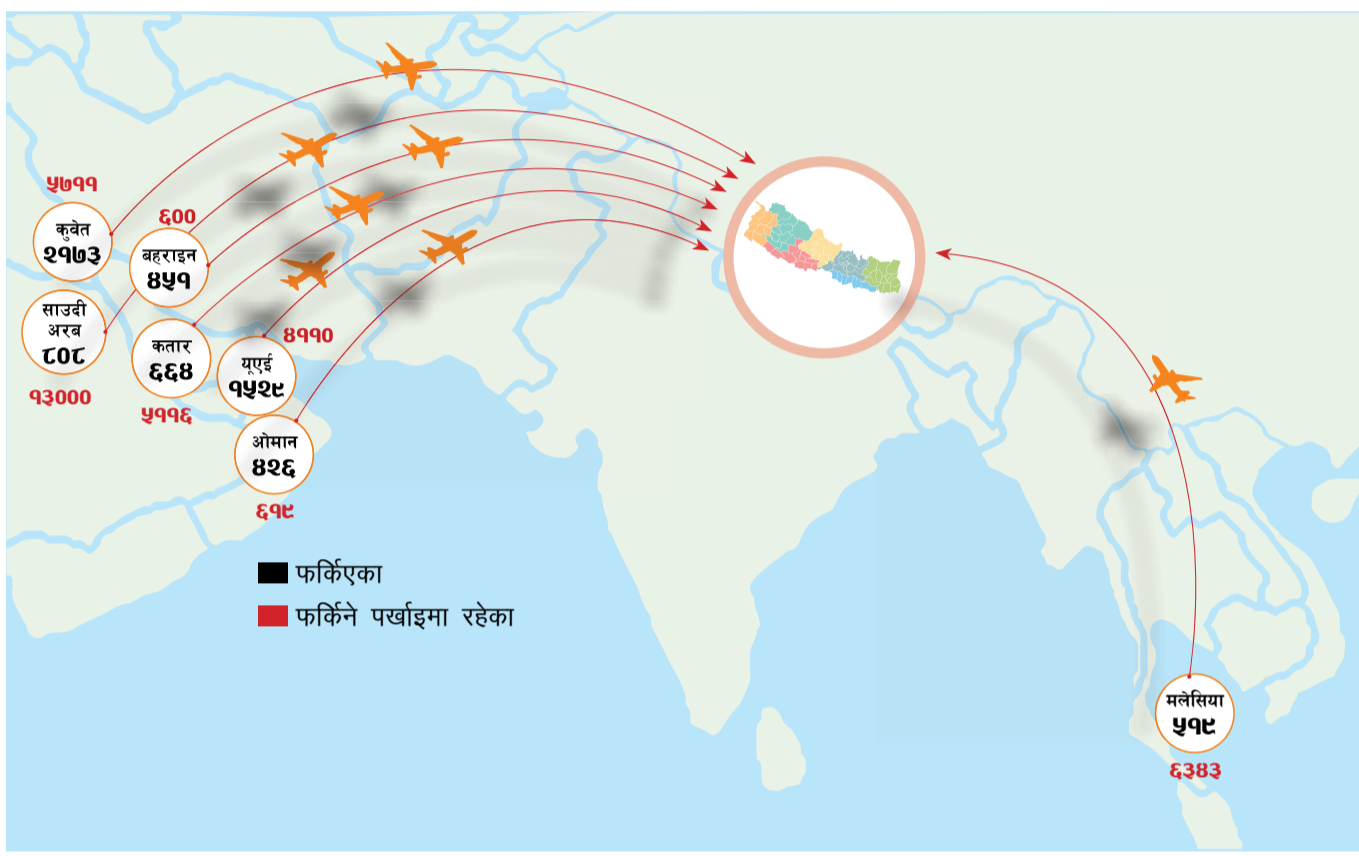 ५७११
कुवेत
२१७३
६००
बहराइन
४५१
साउदी
अरब
८०८
१३०००
कतार
६६४
५११६
४११०
यूएई
१५२९
ओमान
४२६
६१९
फर्किएका
फर्किने पर्खाइमा रहेका
मलेसिया
५१९
६३४३